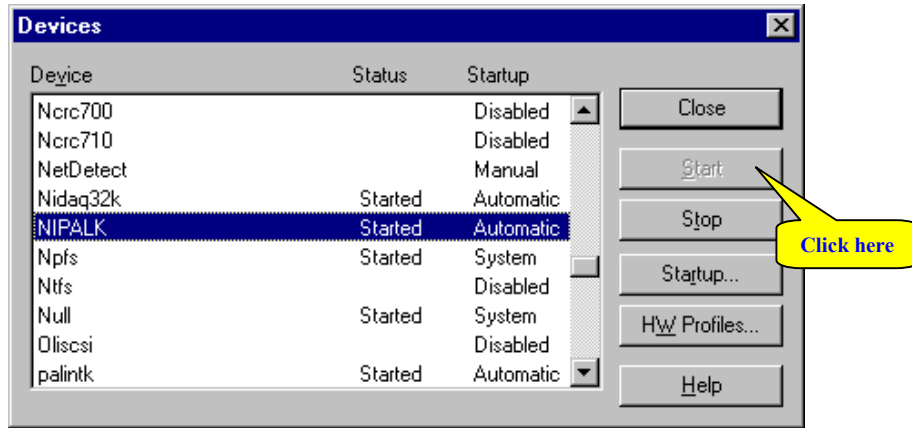 Devices
Device Status Startup
Ncrc700 Disabled
Ncrc710 Disabled
NetDetect Manual
Nidaq32k Started Automatic
NIPALK Started Automatic
Npfs Started System
Ntfs Disabled
Null Started System
Oliscsi Disabled
palintk Started Automatic
Close
Start
Stop
Click here
Startup...
HW Profiles...
Help